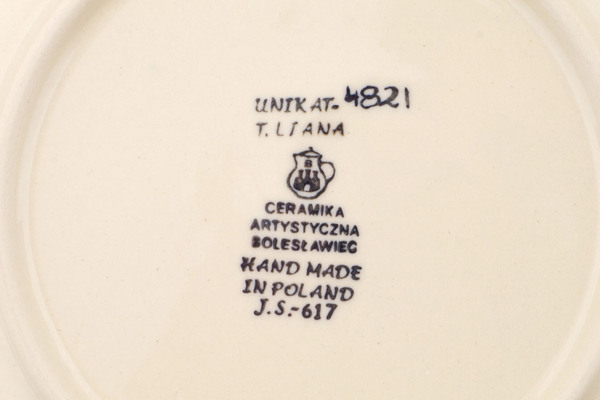 UNIKAT-4821
T. LIANA
B
CERAMIKA
ARTYSTYCZNA
BOLESŁAWIEC
HAND MADE
IN POLAND
J.S.-617